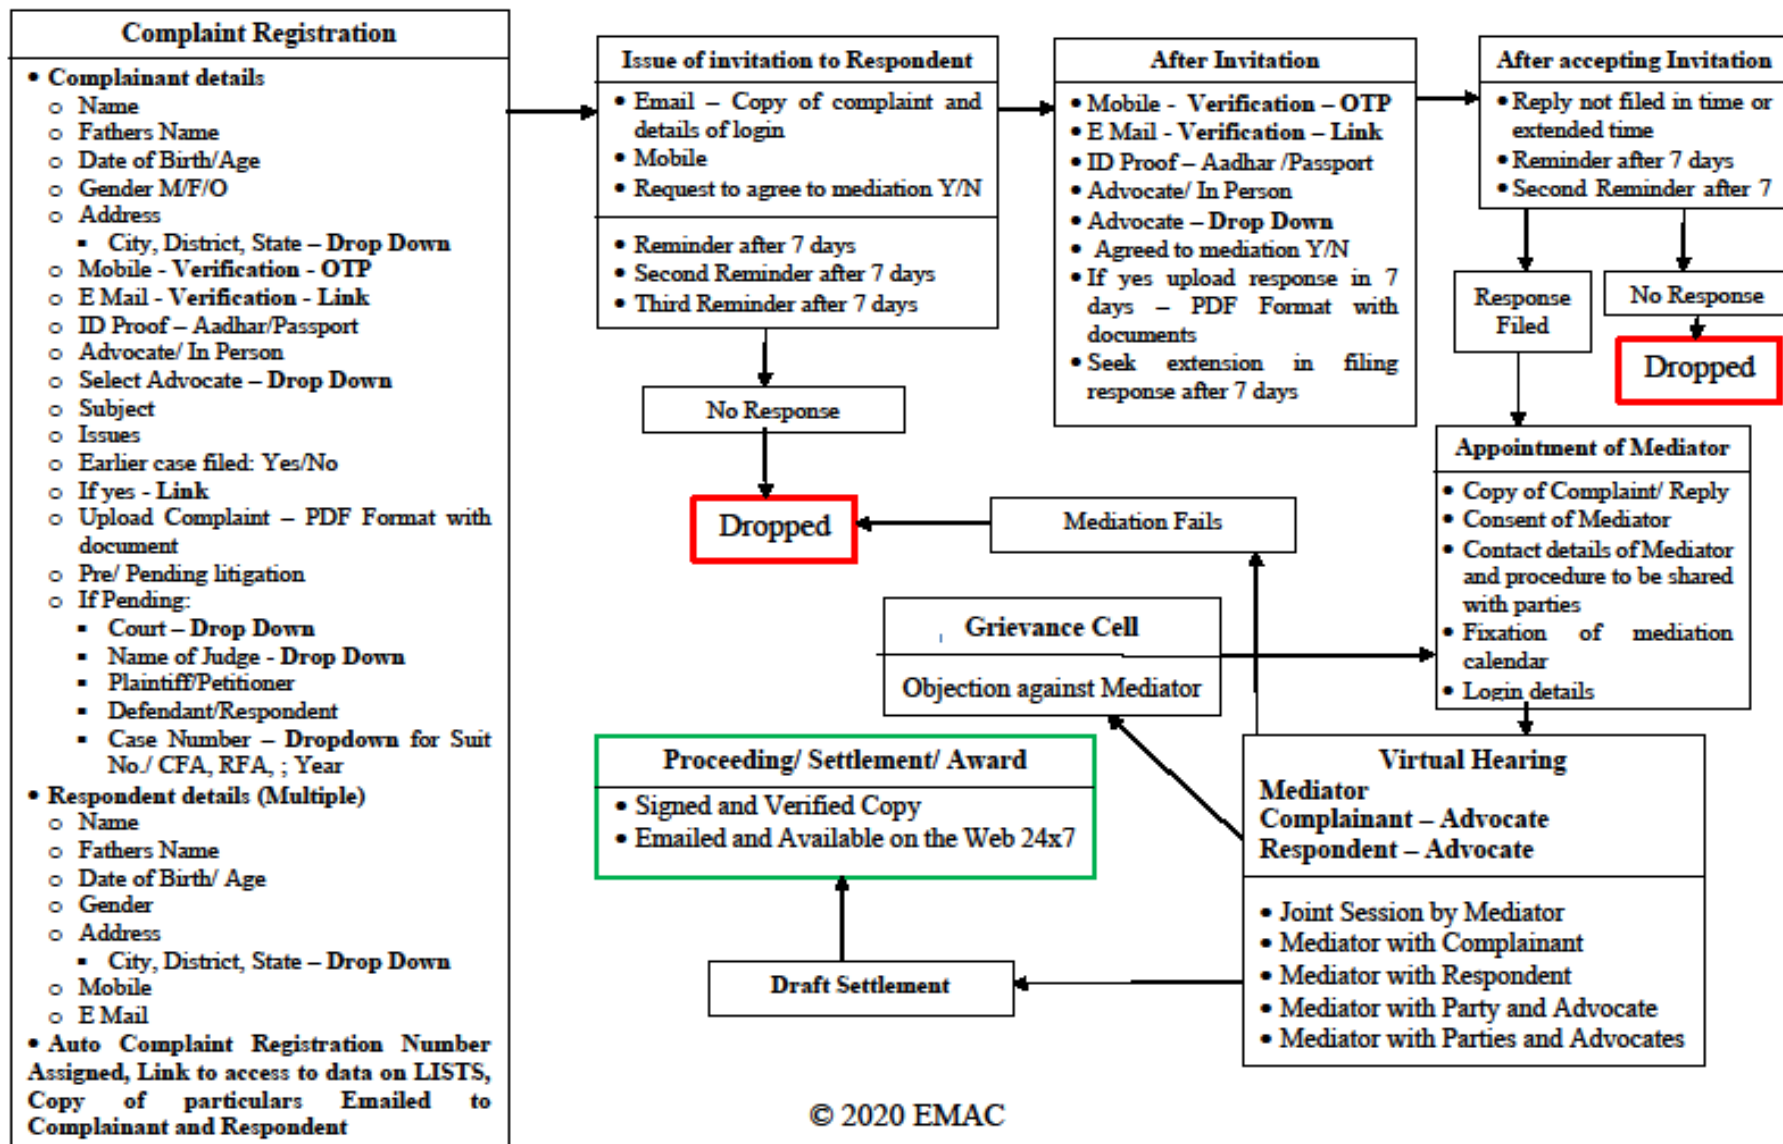 Complaint Registration
• Complainant details
o Name
o Fathers Name
o Date of Birth/Age
o Gender M/F/O
o Address
▪ City, District, State – Drop Down
o Mobile - Verification - OTP
o E Mail - Verification - Link
o ID Proof – Aadhar/Passport
o Advocate/ In Person
o Select Advocate – Drop Down
o Subject
o Issues
o Earlier case filed: Yes/No
o If yes - Link
o Upload Complaint – PDF Format with
document
o Pre/ Pending litigation
o If Pending:
▪ Court – Drop Down
▪ Name of Judge - Drop Down
▪ Plaintiff/Petitioner
▪ Defendant/Respondent
▪ Case Number – Dropdown for Suit
No./ CFA, RFA, ; Year
• Respondent details (Multiple)
o Name
o Fathers Name
o Date of Birth/ Age
o Gender
o Address
▪ City, District, State – Drop Down
o Mobile
o E Mail
• Auto Complaint Registration Number
Assigned, Link to access to data on LISTS,
Copy of particulars Emailed to
Complainant and Respondent
Issue of invitation to Respondent
• Email – Copy of complaint and
details of login
• Mobile
• Request to agree to mediation Y/N
• Reminder after 7 days
• Second Reminder after 7 days
• Third Reminder after 7 days
No Response
Dropped
After Invitation
• Mobile - Verification – OTP
• E Mail - Verification – Link
• ID Proof – Aadhar /Passport
• Advocate/ In Person
• Advocate – Drop Down
• Agreed to mediation Y/N
• If yes upload response in 7
days – PDF Format with
documents
• Seek extension in filing
response after 7 days
After accepting Invitation
• Reply not filed in time or
extended time
• Reminder after 7 days
• Second Reminder after 7
Response
Filed
No Response
Dropped
Appointment of Mediator
• Copy of Complaint/ Reply
• Consent of Mediator
• Contact details of Mediator
and procedure to be shared
with parties
• Fixation of mediation
calendar
• Login details
Mediation Fails
Grievance Cell
Objection against Mediator
Virtual Hearing
Mediator
Complainant – Advocate
Respondent – Advocate
• Joint Session by Mediator
• Mediator with Complainant
• Mediator with Respondent
• Mediator with Party and Advocate
• Mediator with Parties and Advocates
Proceeding/ Settlement/ Award
• Signed and Verified Copy
• Emailed and Available on the Web 24x7
Draft Settlement
© 2020 EMAC